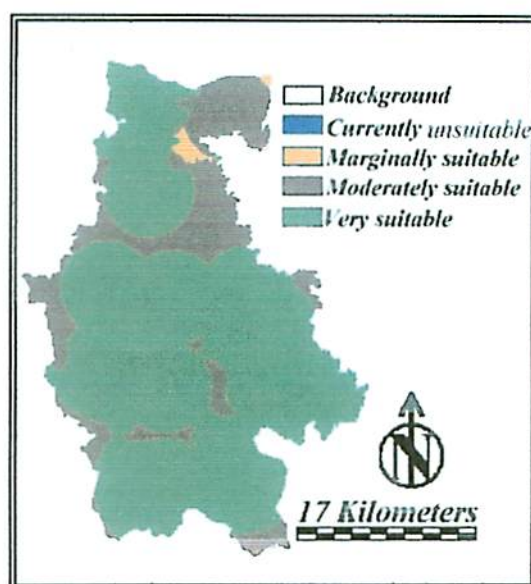 Background
Currently unsuitable
Marginally suitable
Moderately suitable
Very suitable
N
17 Kilometers